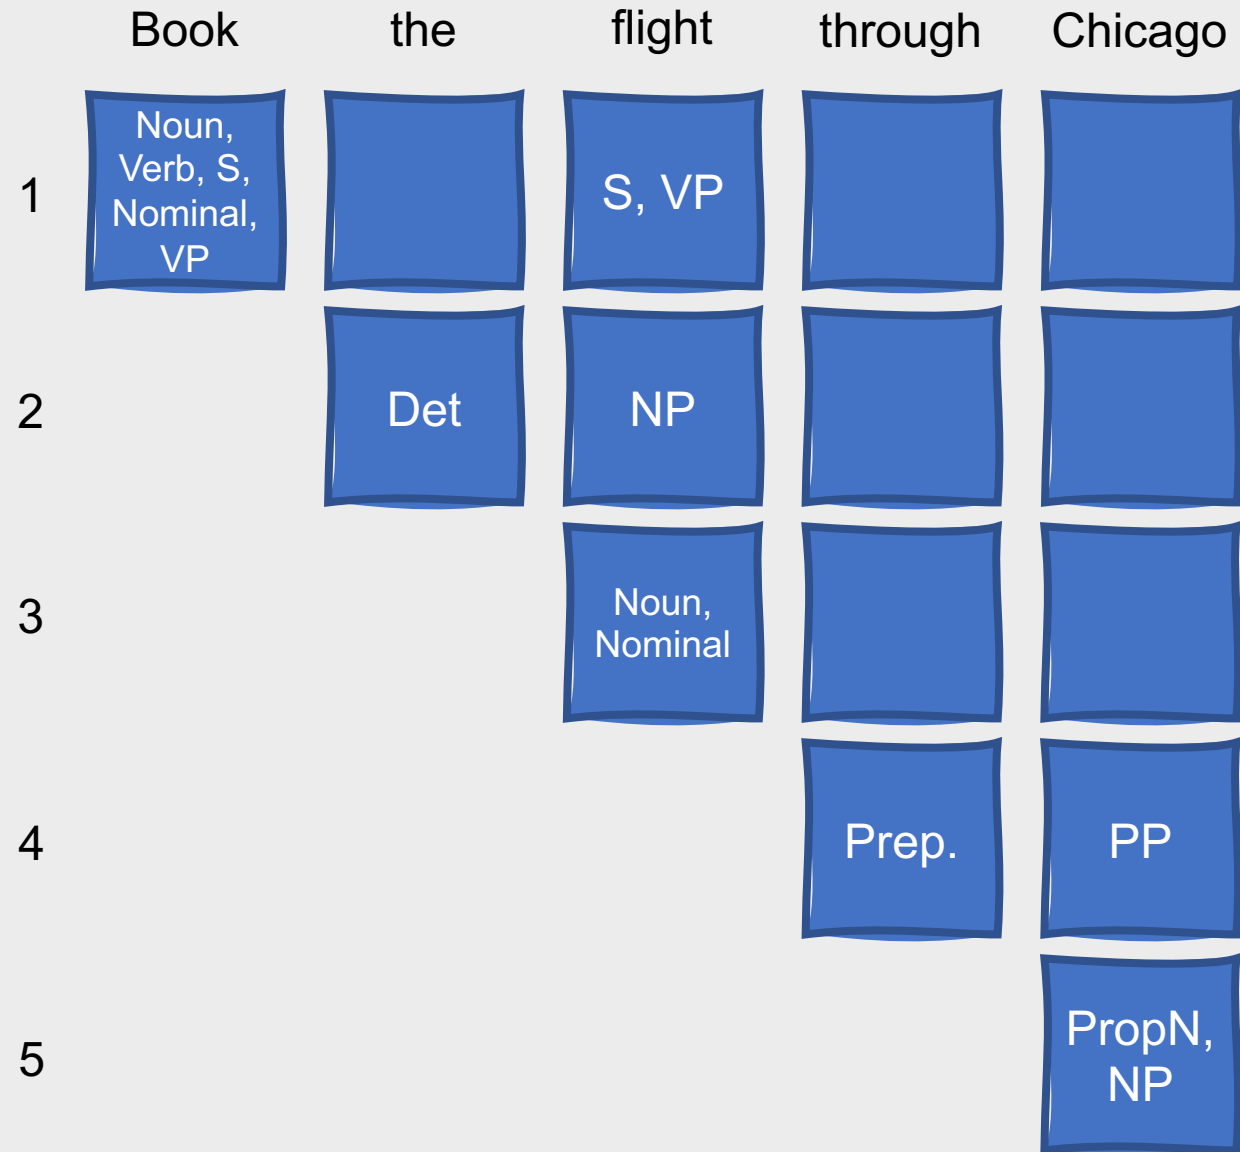 Book the flight through Chicago
1
Noun,
Verb, S,
Nominal,
VP
S, VP
2
Det
NP
3
Noun,
Nominal
4
Prep.
PP
5
PropN,
NP